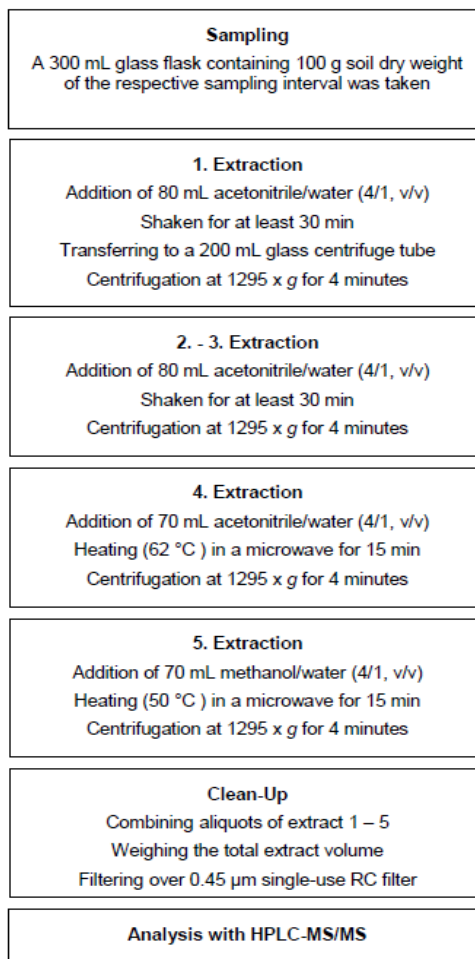 Sampling
A 300 mL glass flask containing 100 g soil dry weight
of the respective sampling interval was taken
1. Extraction
Addition of 80 mL acetonitrile/water (4/1, v/v)
Shaken for at least 30 min
Transferring to a 200 mL glass centrifuge tube
Centrifugation at 1295 x g for 4 minutes
2. - 3. Extraction
Addition of 80 mL acetonitrile/water (4/1, v/v)
Shaken for at least 30 min
Centrifugation at 1295 x g for 4 minutes
4. Extraction
Addition of 70 mL acetonitrile/water (4/1, v/v)
Heating (62 °C ) in a microwave for 15 min
Centrifugation at 1295 x g for 4 minutes
5. Extraction
Addition of 70 mL methanol/water (4/1, v/v)
Heating (50 °C ) in a microwave for 15 min
Centrifugation at 1295 x g for 4 minutes
Clean-Up
Combining aliquots of extract 1 – 5
Weighing the total extract volume
Filtering over 0.45 µm single-use RC filter
Analysis with HPLC-MS/MS